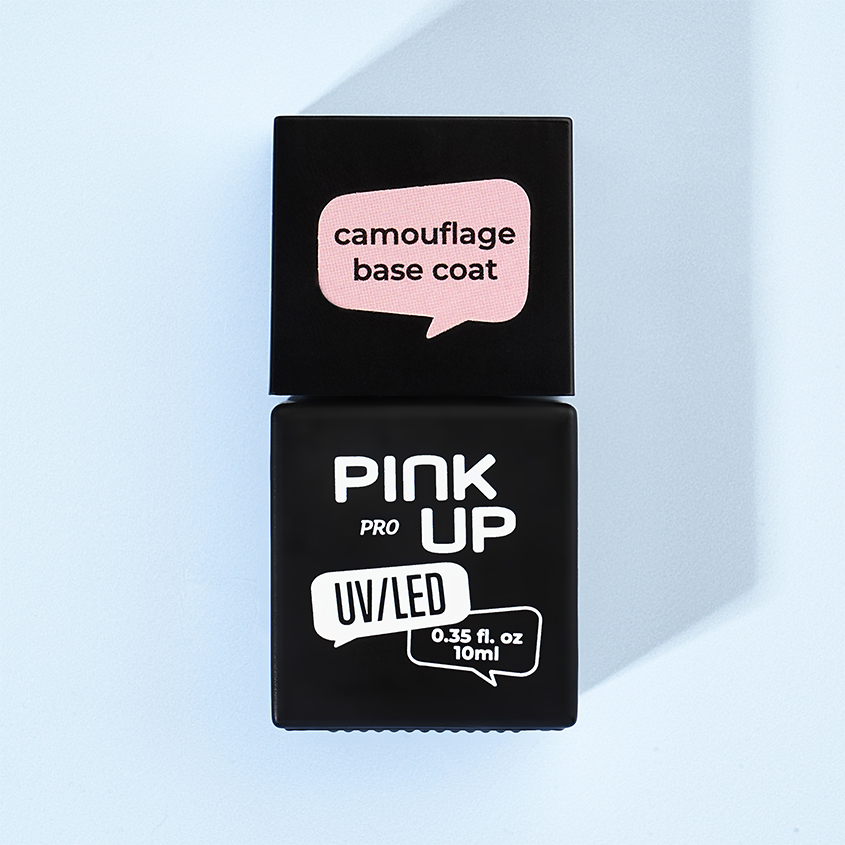 camouflage
base coat
PINK
PRO UP
UV/LED
0.35 fl. oz
10ml